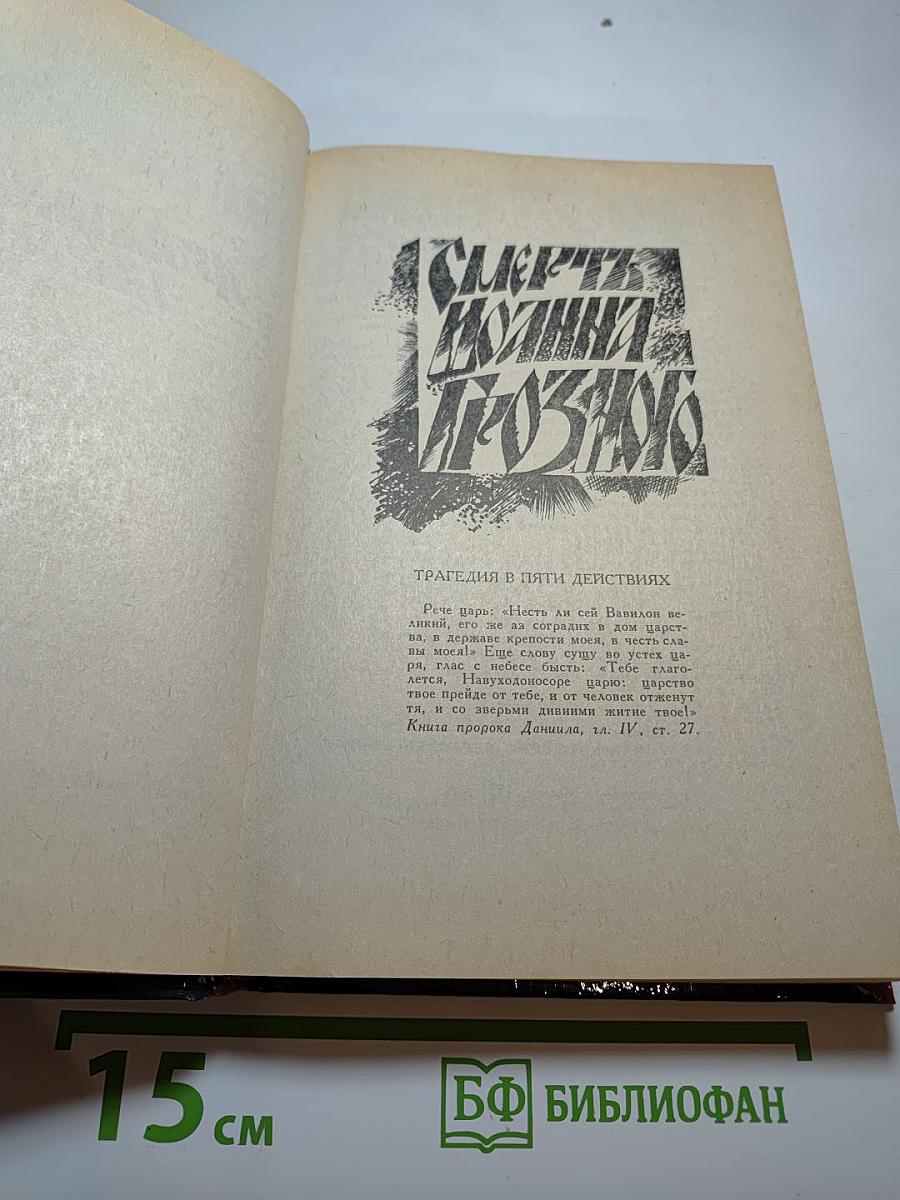 СМЕРТЬ
ИОАННА
ГРОЗНОГО
ТРАГЕДИЯ В ПЯТИ ДЕЙСТВИЯХ
Рече царь: «Несть ли сей Вавилон ве-
ликий, его же аз соградих в дом царст-
ва, в державе крепости моея, в честь сла-
вы моея!» Еще слову сущу во устех ца-
ря, глас с небесе бысть: «Тебе глаго-
лется, Навуходоносоре царю: царство
твое прейде от тебе, и от человек отженут
тя, и со зверьми дивиими житие твое!»
Книга пророка Даниила, гл. IV, ст. 27.
15 см
БФ БИБЛИОФАН